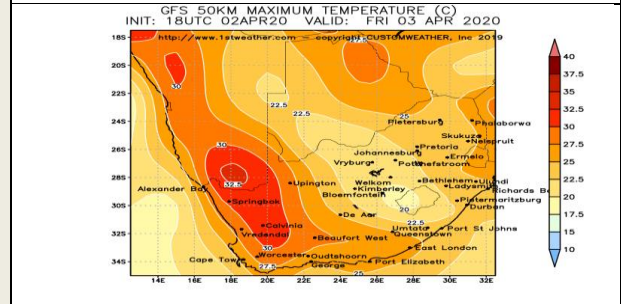 GFS 50KM MAXIMUM TEMPERATURE (C)
INIT: 18UTC 02APR20 VALID: FRI 03 APR 2020
http://www.1stweather.com – copyright CUSTOMWEATHER, Inc 2019
18S
20S
22S
24S
26S
28S
30S
32S
34S
14E 16E 18E 20E 22E 24E 26E 28E 30E 32E
27.5
30
22.5
22.5
25
Pietersburg
Phalaborwa
Skukuza
Nelspruit
Pretoria
Johannesburg
Ermelo
30
Vryburg
Potchefstroom
32.5
Upington
Welkom
Bethlehem
Ulundi
Alexander Bay
Kimberley
Ladysmith
Bloemfontein
Richards B
Springbok
20
Pietermaritzburg
Durban
De Aar
22.5
Calvinia
Umtata
Port St Johns
Vredendal
Beaufort West
Queenstown
30
East London
Cape Town
Worcester
Oudtshoorn
27.5
George
Port Elizabeth
25
40
37.5
35
32.5
30
27.5
25
22.5
20
17.5
15
10